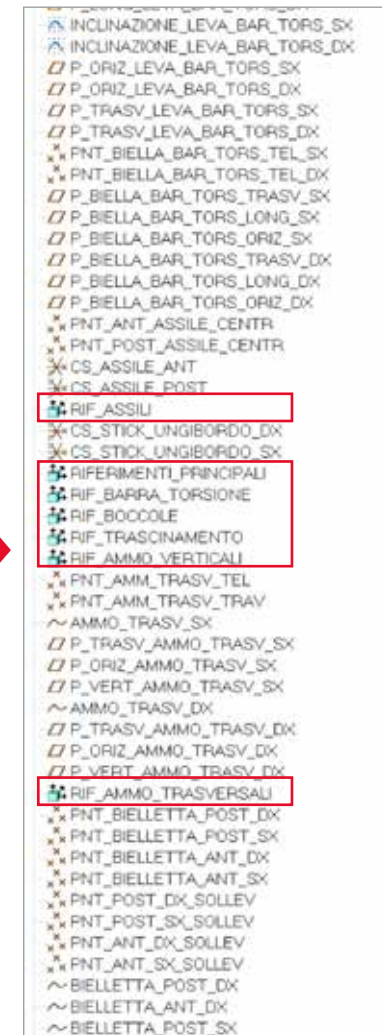 INCLINAZIONE_LEVA_BAR_TORS_SX
INCLINAZIONE_LEVA_BAR_TORS_DX
P_ORIZ_LEVA_BAR_TORS_SX
P_ORIZ_LEVA_BAR_TORS_DX
P_TRASV_LEVA_BAR_TORS_SX
P_TRASV_LEVA_BAR_TORS_DX
PNT_BIELLA_BAR_TORS_TEL_SX
PNT_BIELLA_BAR_TORS_TEL_DX
P_BIELLA_BAR_TORS_TRASV_SX
P_BIELLA_BAR_TORS_LONG_SX
P_BIELLA_BAR_TORS_ORIZ_SX
P_BIELLA_BAR_TORS_TRASV_DX
P_BIELLA_BAR_TORS_LONG_DX
P_BIELLA_BAR_TORS_ORIZ_DX
PNT_ANT_ASSILE_CENTR
PNT_POST_ASSILE_CENTR
CS_ASSILE_ANT
CS_ASSILE_POST
RIF_ASSILI
CS_STICK_UNGIBORDO_DX
CS_STICK_UNGIBORDO_SX
RIFERIMENTI_PRINCIPALI
RIF_BARRA_TORSIONE
RIF_BOCCOLE
RIF_TRASCINAMENTO
RIF_AMMO_VERTICALI
PNT_AMM_TRASV_TEL
PNT_AMM_TRASV_TRAV
AMMO_TRASV_SX
P_TRASV_AMMO_TRASV_SX
P_ORIZ_AMMO_TRASV_SX
P_VERT_AMMO_TRASV_SX
AMMO_TRASV_DX
P_TRASV_AMMO_TRASV_DX
P_ORIZ_AMMO_TRASV_DX
P_VERT_AMMO_TRASV_DX
RIF_AMMO_TRASVERSALI
PNT_BIELLETTA_POST_DX
PNT_BIELLETTA_POST_SX
PNT_BIELLETTA_ANT_DX
PNT_BIELLETTA_ANT_SX
PNT_POST_DX_SOLLEV
PNT_POST_SX_SOLLEV
PNT_ANT_DX_SOLLEV
PNT_ANT_SX_SOLLEV
BIELLETTA_POST_DX
BIELLETTA_ANT_DX
BIELLETTA_POST_SX